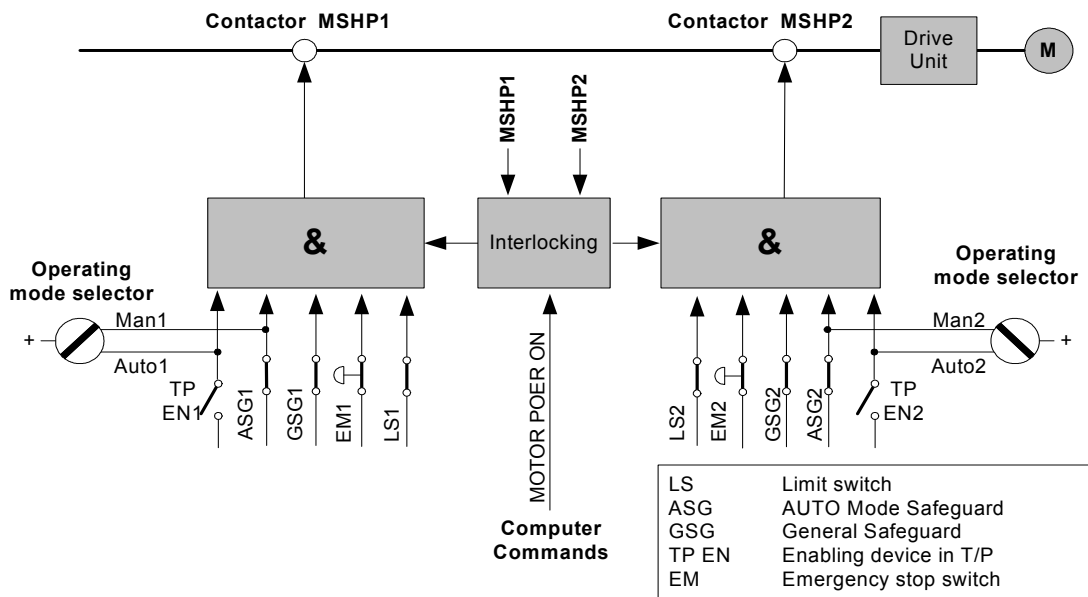 Contactor MSHP1
Contactor MSHP2
Drive
Unit
M
MSHP1
MSHP2
&
Interlocking
&
Operating
mode selector
Operating
mode selector
+
Man1
Auto1
Man2
Auto2
+
TP
EN1
ASG1
GSG1
EM1
LS1
MOTOR POER ON
LS2
EM2
GSG2
ASG2
TP
EN2
Computer
Commands
LS Limit switch
ASG AUTO Mode Safeguard
GSG General Safeguard
TP EN Enabling device in T/P
EM Emergency stop switch